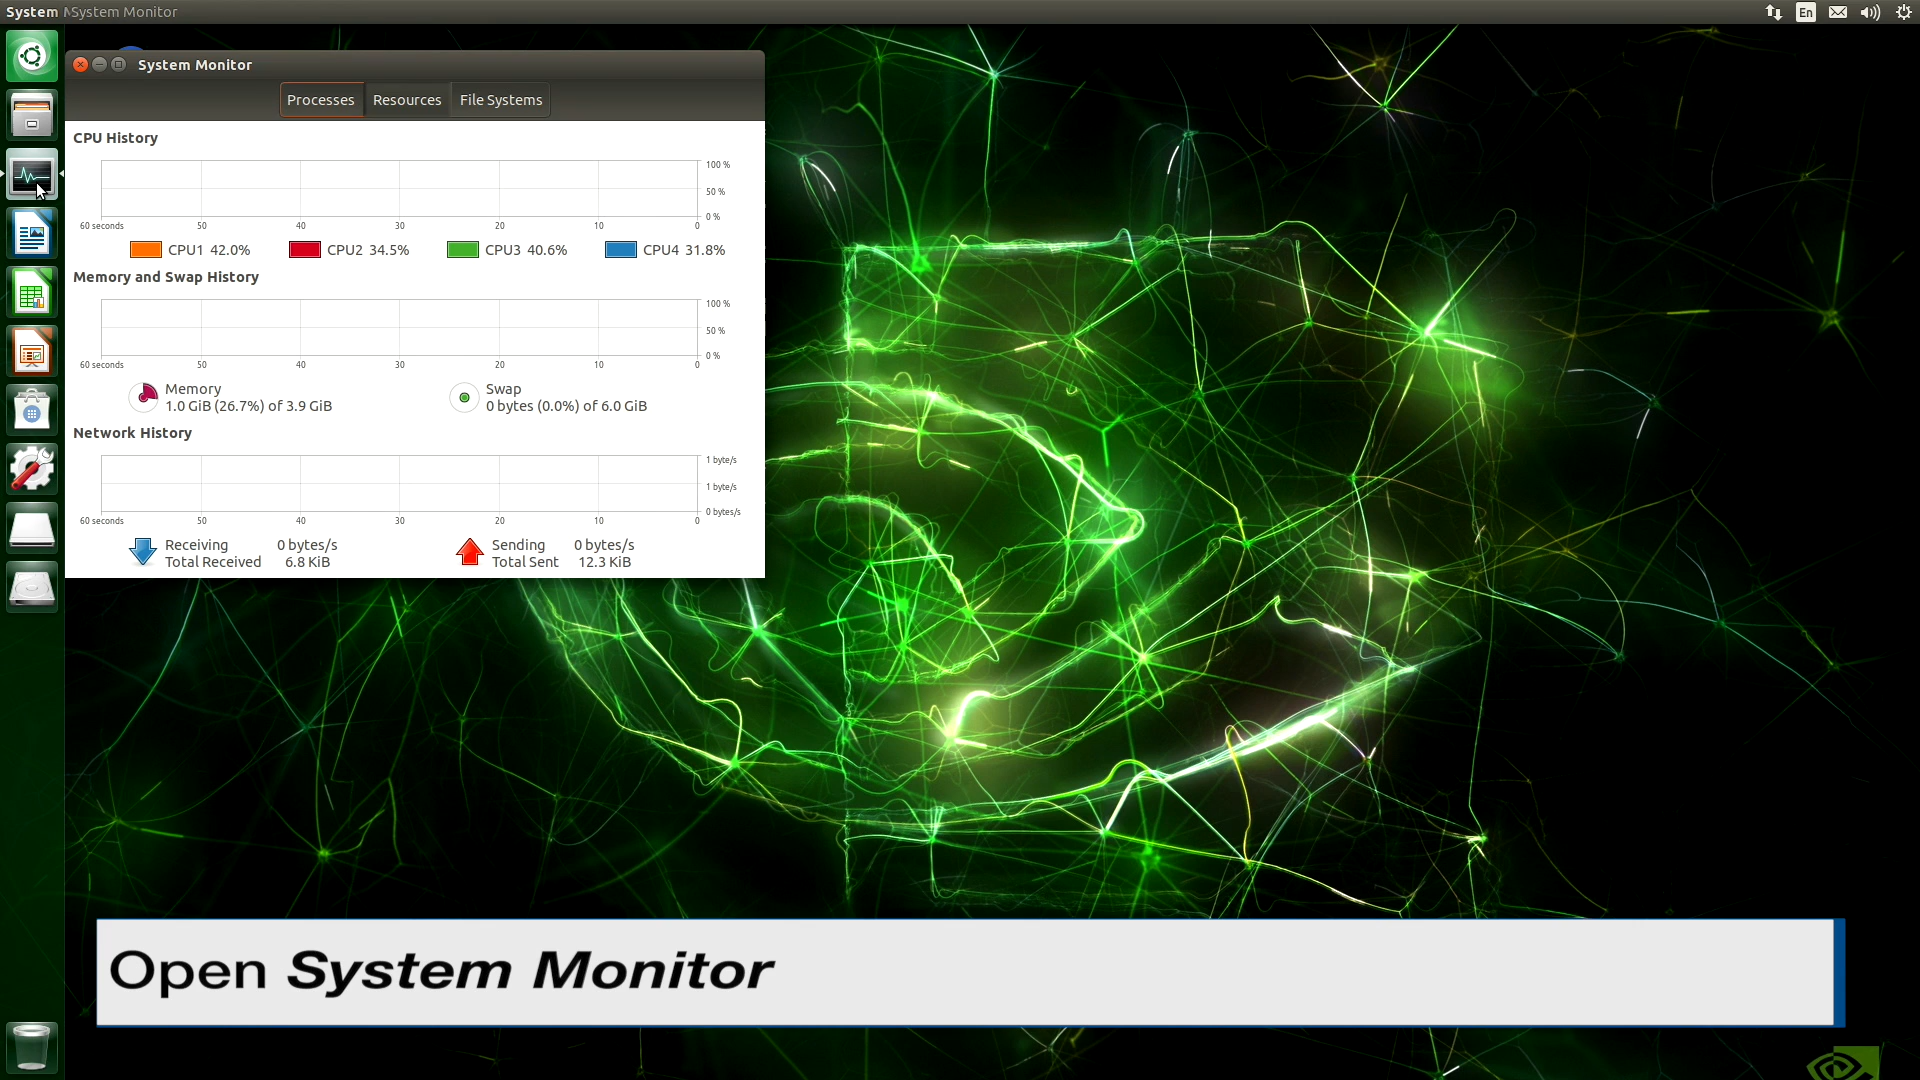 System MSystem Monitor
En
System Monitor
Processes Resources File Systems
CPU History
100 %
50 %
0 %
60 seconds 50 40 30 20 10 0
CPU1 42.0% CPU2 34.5% CPU3 40.6% CPU4 31.8%
Memory and Swap History
100 %
50 %
0 %
60 seconds 50 40 30 20 10 0
Memory
1.0 GiB (26.7%) of 3.9 GiB
Swap
0 bytes (0.0%) of 6.0 GiB
Network History
1 byte/s
1 byte/s
0 bytes/s
60 seconds 50 40 30 20 10 0
Receiving 0 bytes/s
Total Received 6.8 KiB
Sending 0 bytes/s
Total Sent 12.3 KiB
Open System Monitor